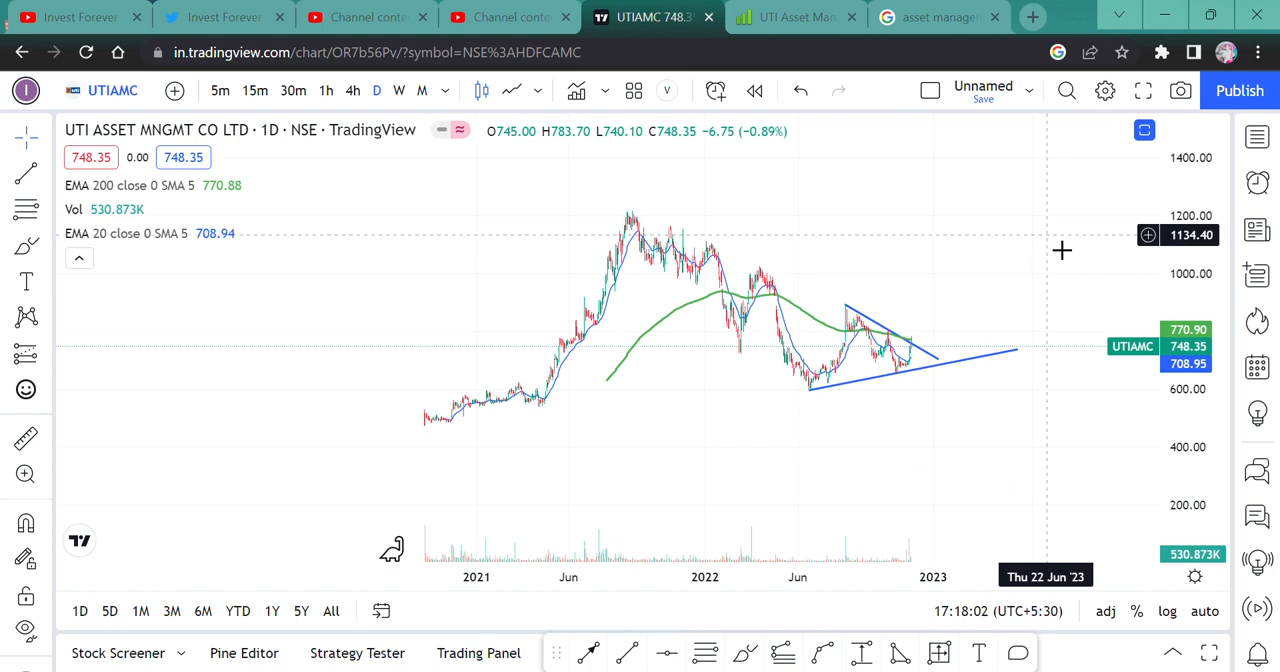 Invest Forever
Invest Forever
Channel conte
Channel conte
UTIAMC 748.3
UTI Asset Man
asset manage
in.tradingview.com/chart/OR7b56Pv/?symbol=NSE%3AHDFCAMC
I
UTIAMC
5m
15m
30m
1h
4h
D
W
M
V
Unnamed
Save
Publish
UTI ASSET MNGMT CO LTD · 1D · NSE · TradingView
O745.00 H783.70 L740.10 C748.35 −6.75 (−0.89%)
748.35
0.00
748.35
EMA 200 close 0 SMA 5 770.88
Vol 530.873K
EMA 20 close 0 SMA 5 708.94
1400.00
1200.00
1134.40
1000.00
770.90
UTIAMC
748.35
708.95
600.00
400.00
200.00
530.873K
2021
Jun
2022
Jun
2023
Thu 22 Jun '23
1D
5D
1M
3M
6M
YTD
1Y
5Y
All
17:18:02 (UTC+5:30)
adj
%
log
auto
Stock Screener
Pine Editor
Strategy Tester
Trading Panel